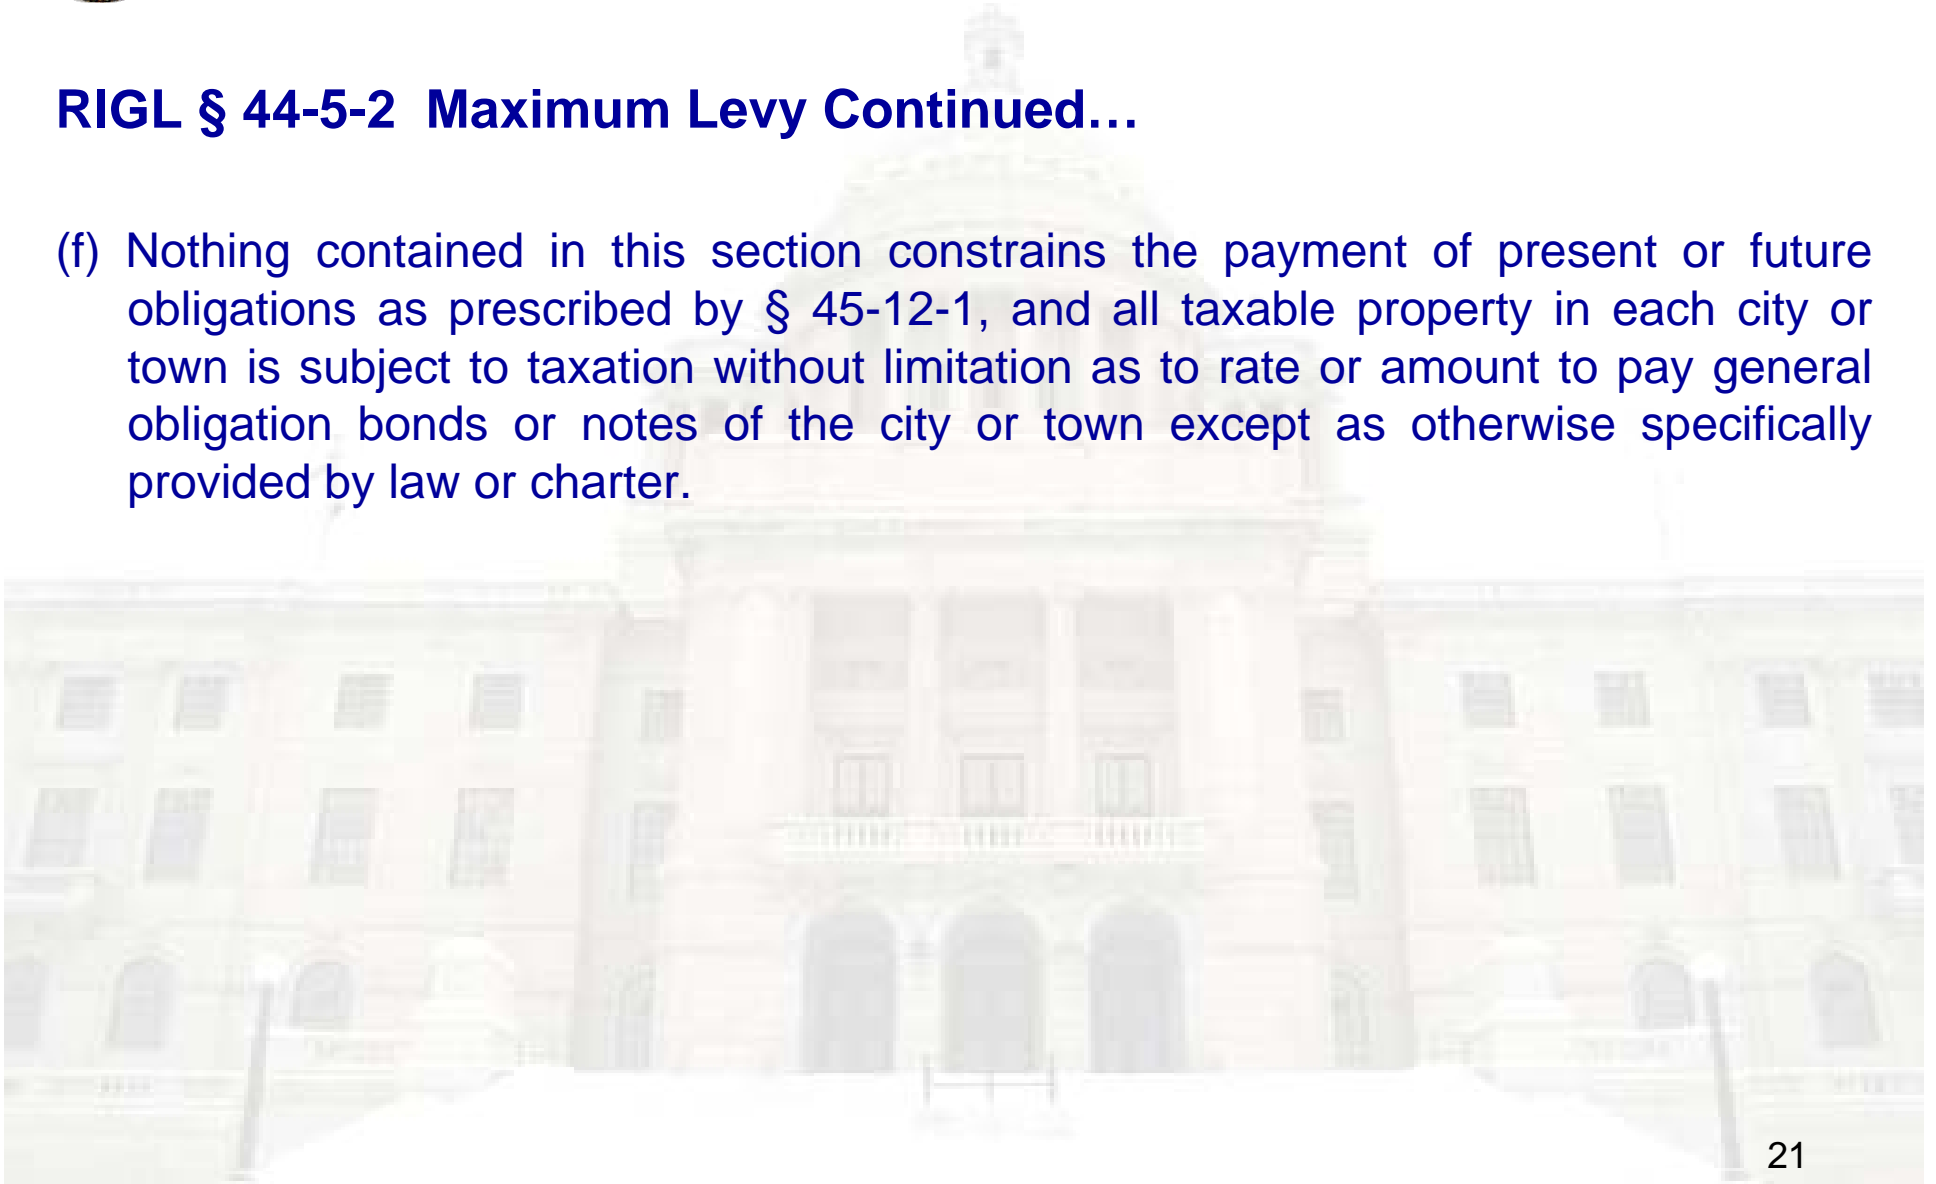 RIGL § 44-5-2  Maximum Levy Continued…
(f) Nothing contained in this section constrains the payment of present or future
obligations as prescribed by § 45-12-1, and all taxable property in each city or
town is subject to taxation without limitation as to rate or amount to pay general
obligation bonds or notes of the city or town except as otherwise specifically
provided by law or charter.
21